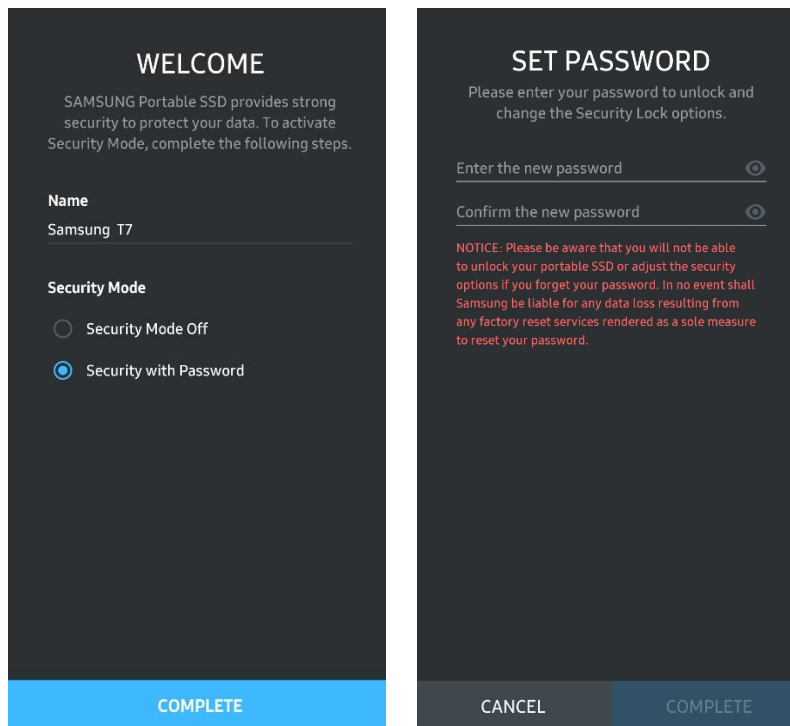 WELCOME
SAMSUNG Portable SSD provides strong
security to protect your data. To activate
Security Mode, complete the following steps.
Name
Samsung T7
Security Mode
Security Mode Off
Security with Password
COMPLETE
SET PASSWORD
Please enter your password to unlock and
change the Security Lock options.
Enter the new password
Confirm the new password
NOTICE: Please be aware that you will not be able
to unlock your portable SSD or adjust the security
options if you forget your password. In no event shall
Samsung be liable for any data loss resulting from
any factory reset services rendered as a sole measure
to reset your password.
CANCEL
COMPLETE